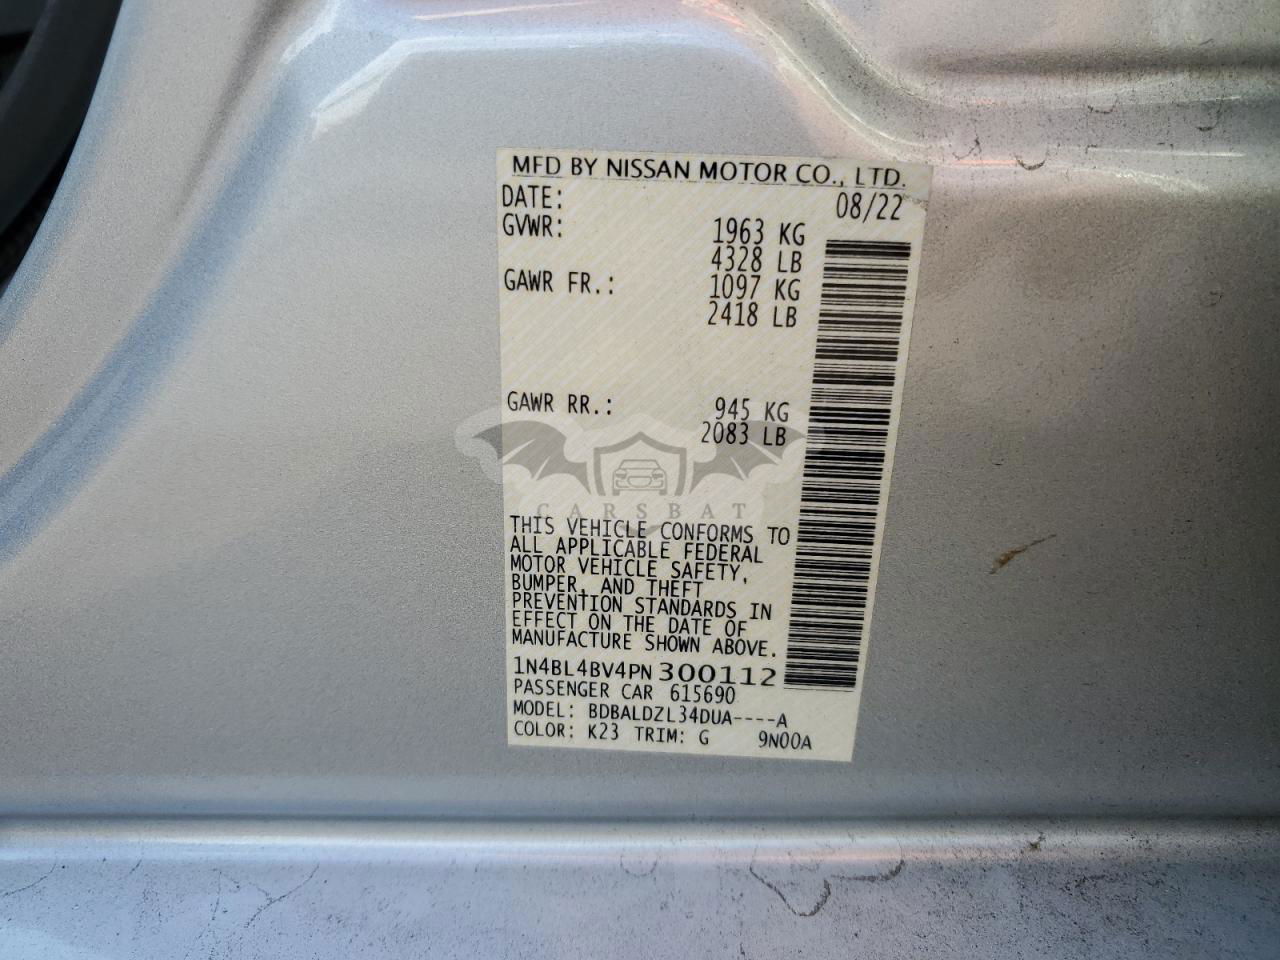 MFD BY NISSAN MOTOR CO., LTD.
DATE: 08/22
GVWR: 1963 KG
4328 LB
GAWR FR.: 1097 KG
2418 LB
GAWR RR.: 945 KG
2083 LB
CARSBAT
THIS VEHICLE CONFORMS TO
ALL APPLICABLE FEDERAL
MOTOR VEHICLE SAFETY,
BUMPER, AND THEFT
PREVENTION STANDARDS IN
EFFECT ON THE DATE OF
MANUFACTURE SHOWN ABOVE.
1N4BL4BV4PN300112
PASSENGER CAR 615690
MODEL: BDBALDZL34DUA----A
COLOR: K23 TRIM: G 9N00A